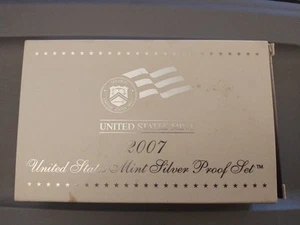 UNITED STATES MINT
2007
United States Mint Silver Proof Set™